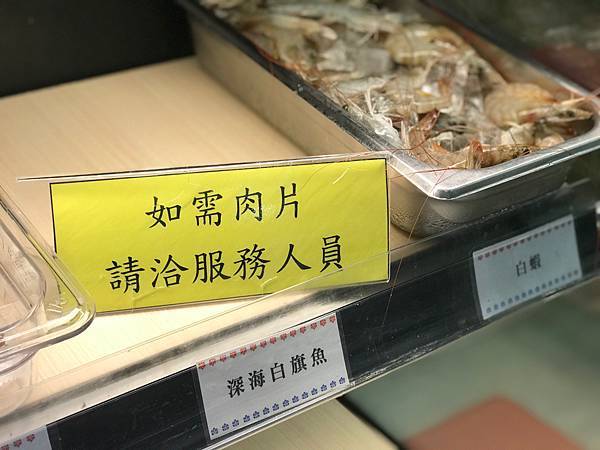 如需肉片
請洽服務人員
深海白旗魚
白蝦